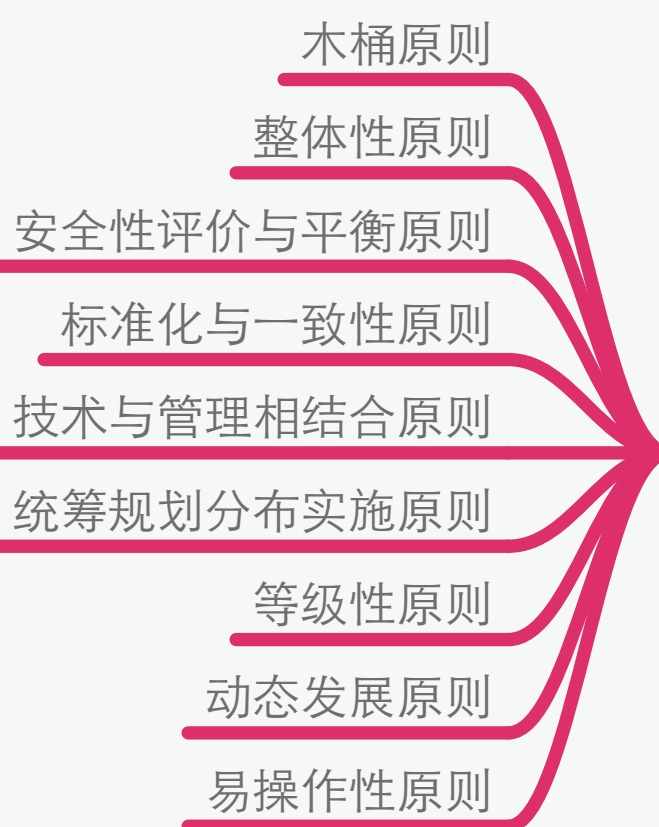 木桶原则
整体性原则
安全性评价与平衡原则
标准化与一致性原则
技术与管理相结合原则
统筹规划分布实施原则
等级性原则
动态发展原则
易操作性原则